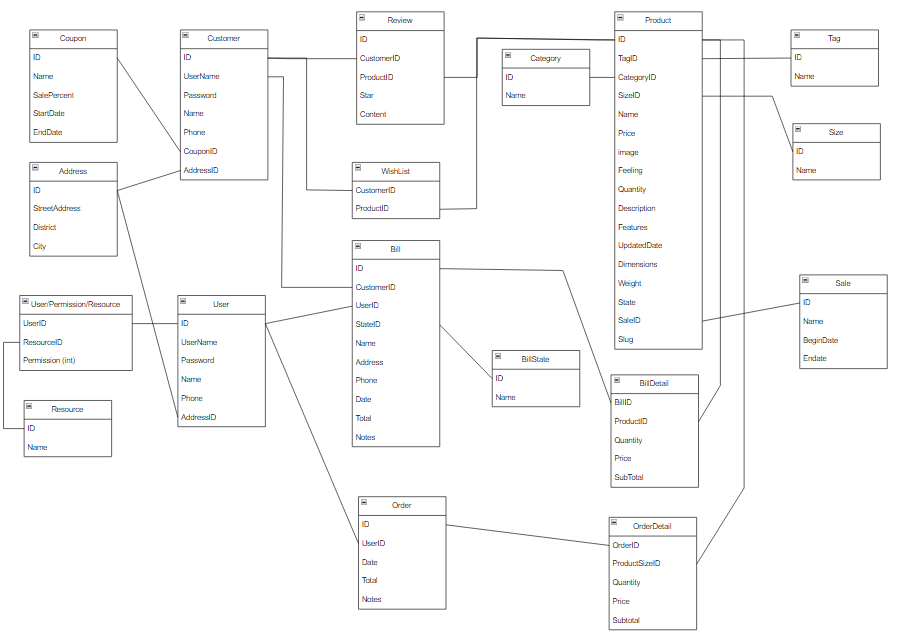 Coupon
ID
Name
SalePercent
StartDate
EndDate
Customer
ID
UserName
Password
Name
Phone
CouponID
AddressID
Review
ID
CustomerID
ProductID
Star
Content
Category
ID
Name
Product
ID
TagID
CategoryID
SizeID
Name
Price
image
Feeling
Quantity
Description
Features
UpdatedDate
Dimensions
Weight
State
SaleID
Slug
Tag
ID
Name
Size
ID
Name
Address
ID
StreetAddress
District
City
WishList
CustomerID
ProductID
Bill
ID
CustomerID
UserID
StateID
Name
Address
Phone
Date
Total
Notes
Sale
ID
Name
BeginDate
Endate
User/Permission/Resource
UserID
ResourceID
Permission (int)
User
ID
UserName
Password
Name
Phone
AddressID
BillState
ID
Name
BillDetail
BillID
ProductID
Quantity
Price
SubTotal
Resource
ID
Name
Order
ID
UserID
Date
Total
Notes
OrderDetail
OrderID
ProductSizeID
Quantity
Price
Subtotal